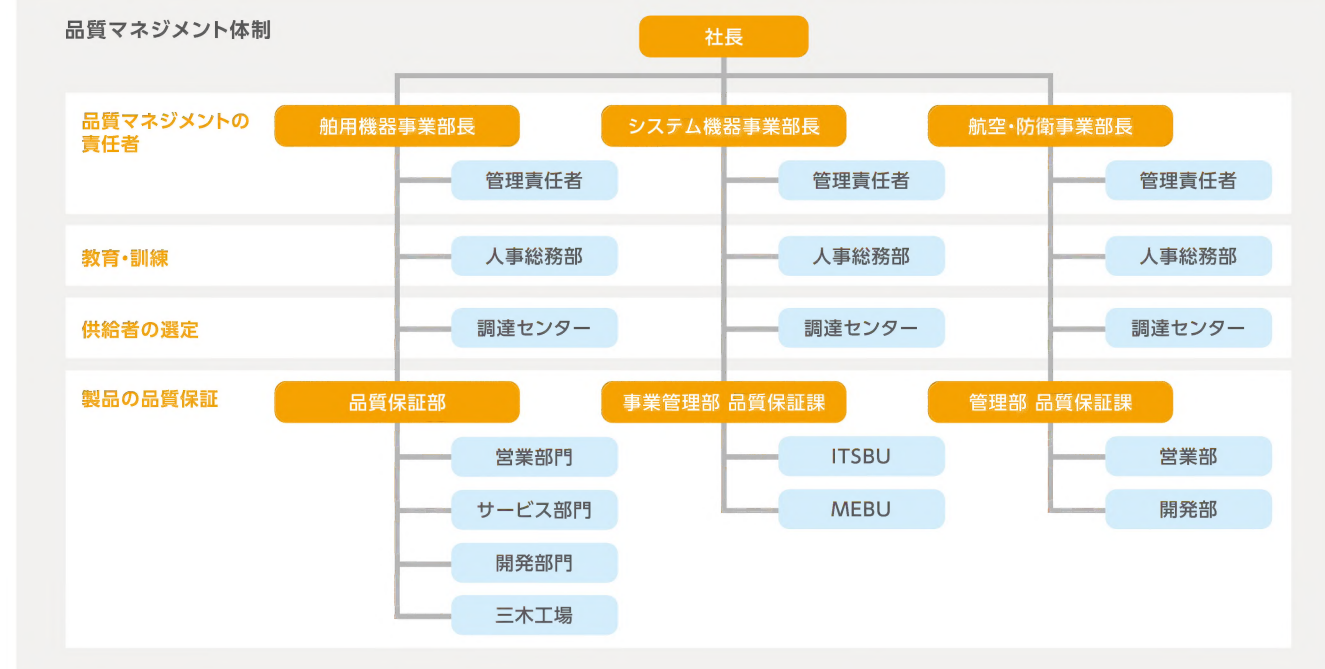 品質マネジメント体制
社長
品質マネジメントの
責任者
舶用機器事業部長
システム機器事業部長
航空・防衛事業部長
管理責任者
管理責任者
管理責任者
教育・訓練
人事総務部
人事総務部
人事総務部
供給者の選定
調達センター
調達センター
調達センター
製品の品質保証
品質保証部
事業管理部 品質保証課
管理部 品質保証課
営業部門
ITSBU
営業部
サービス部門
MEBU
開発部
開発部門
三木工場